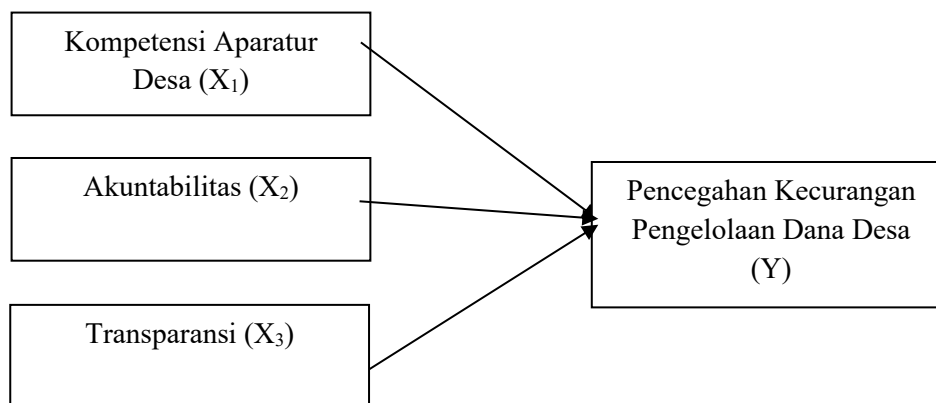 Kompetensi Aparatur
Desa (X₁)
Akuntabilitas (X₂)
Pencegahan Kecurangan
Pengelolaan Dana Desa
(Y)
Transparansi (X₃)